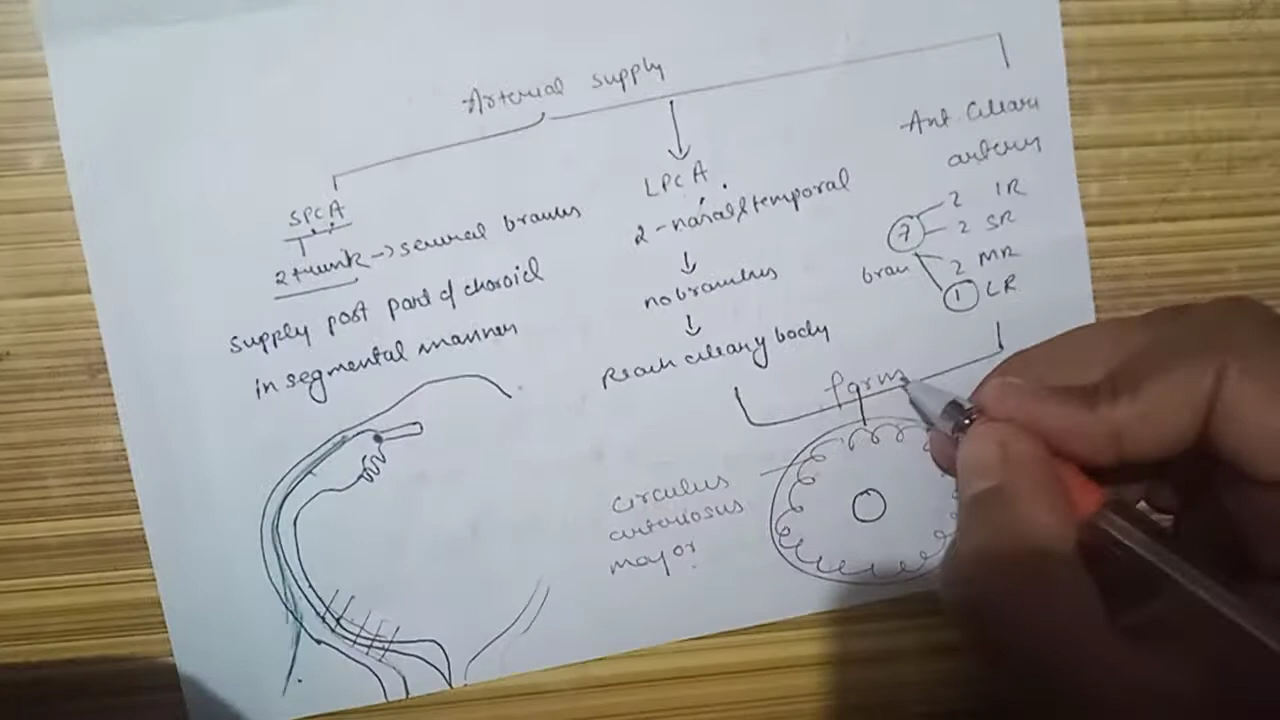 Arterial supply
SPCA
2 trunk → several branches
supply post part of choroid
in segmental manner
LPCA
2 - nasal & temporal
no branches
Reach ciliary body
Ant. Ciliary
artery
7
2 IR
2 SR
2 MR
1 LR
bran
forms
circulus
arteriosus
major